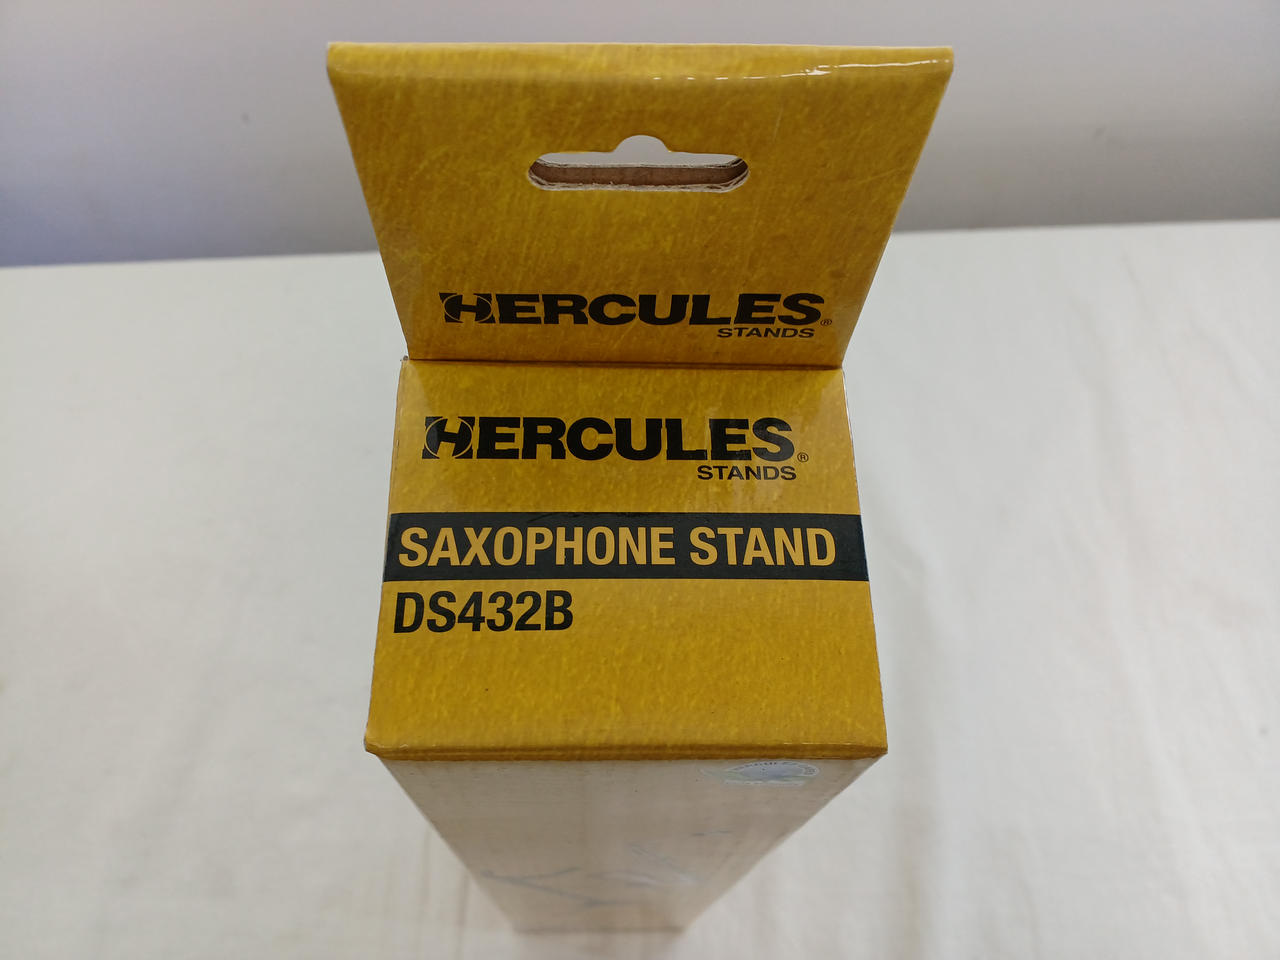 HERCULES®
STANDS
HERCULES®
STANDS
SAXOPHONE STAND
DS432B